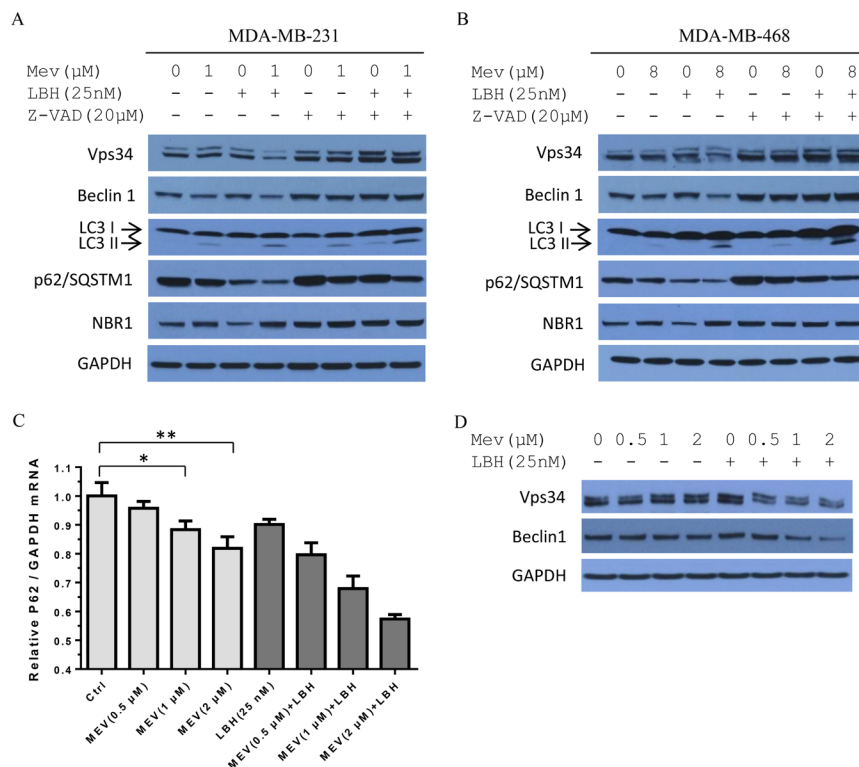 A
MDA-MB-231
Mev(µM) 0 1 0 1 0 1 0 1
LBH(25nM) - - + + - - + +
Z-VAD(20µM) - - - - + + + +
Vps34
Beclin 1
LC3 I
LC3 II
p62/SQSTM1
NBR1
GAPDH
B
MDA-MB-468
Mev(µM) 0 8 0 8 0 8 0 8
LBH(25nM) - - + + - - + +
Z-VAD(20µM) - - - - + + + +
Vps34
Beclin 1
LC3 I
LC3 II
p62/SQSTM1
NBR1
GAPDH
C
**
*
Relative P62 / GAPDH mRNA
1.1
1.0
0.9
0.8
0.7
0.6
0.5
0.4
Ctrl
MEV(0.5 µM)
MEV(1 µM)
MEV(2 µM)
LBH(25 nM)
MEV(0.5 µM)+LBH
MEV(1 µM)+LBH
MEV(2 µM)+LBH
D
Mev(µM) 0 0.5 1 2 0 0.5 1 2
LBH(25nM) - - - - + + + +
Vps34
Beclin1
GAPDH